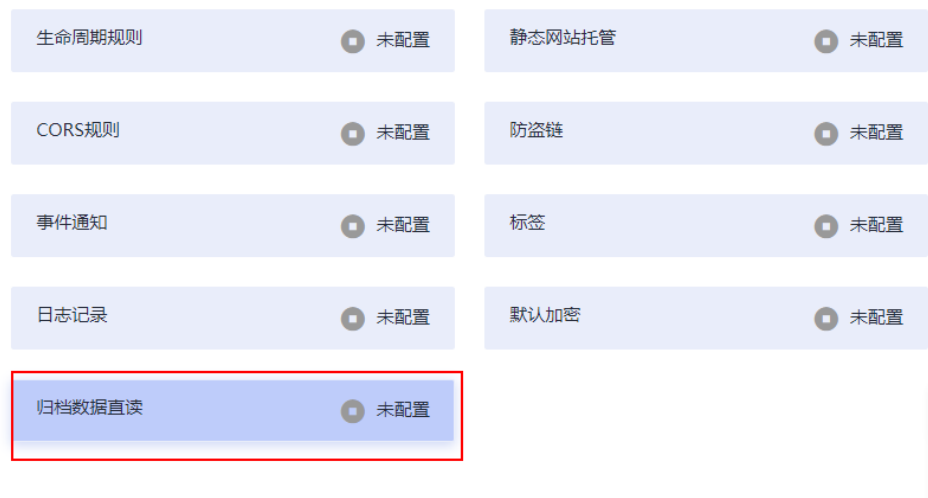 生命周期规则 未配置 静态网站托管 未配置
CORS规则 未配置 防盗链 未配置
事件通知 未配置 标签 未配置
日志记录 未配置 默认加密 未配置
归档数据直读 未配置